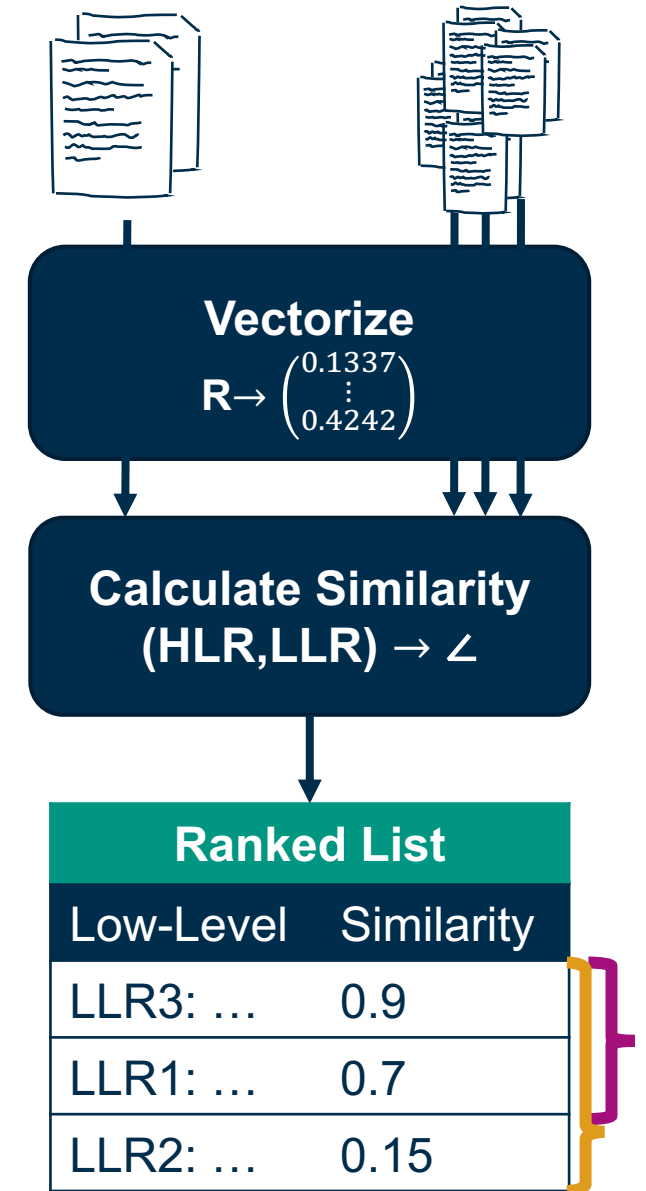 Vectorize
R→ (0.1337
⋮
0.4242)
Calculate Similarity
(HLR,LLR) → ∠
Ranked List
Low-Level Similarity
LLR3: … 0.9
LLR1: … 0.7
LLR2: … 0.15